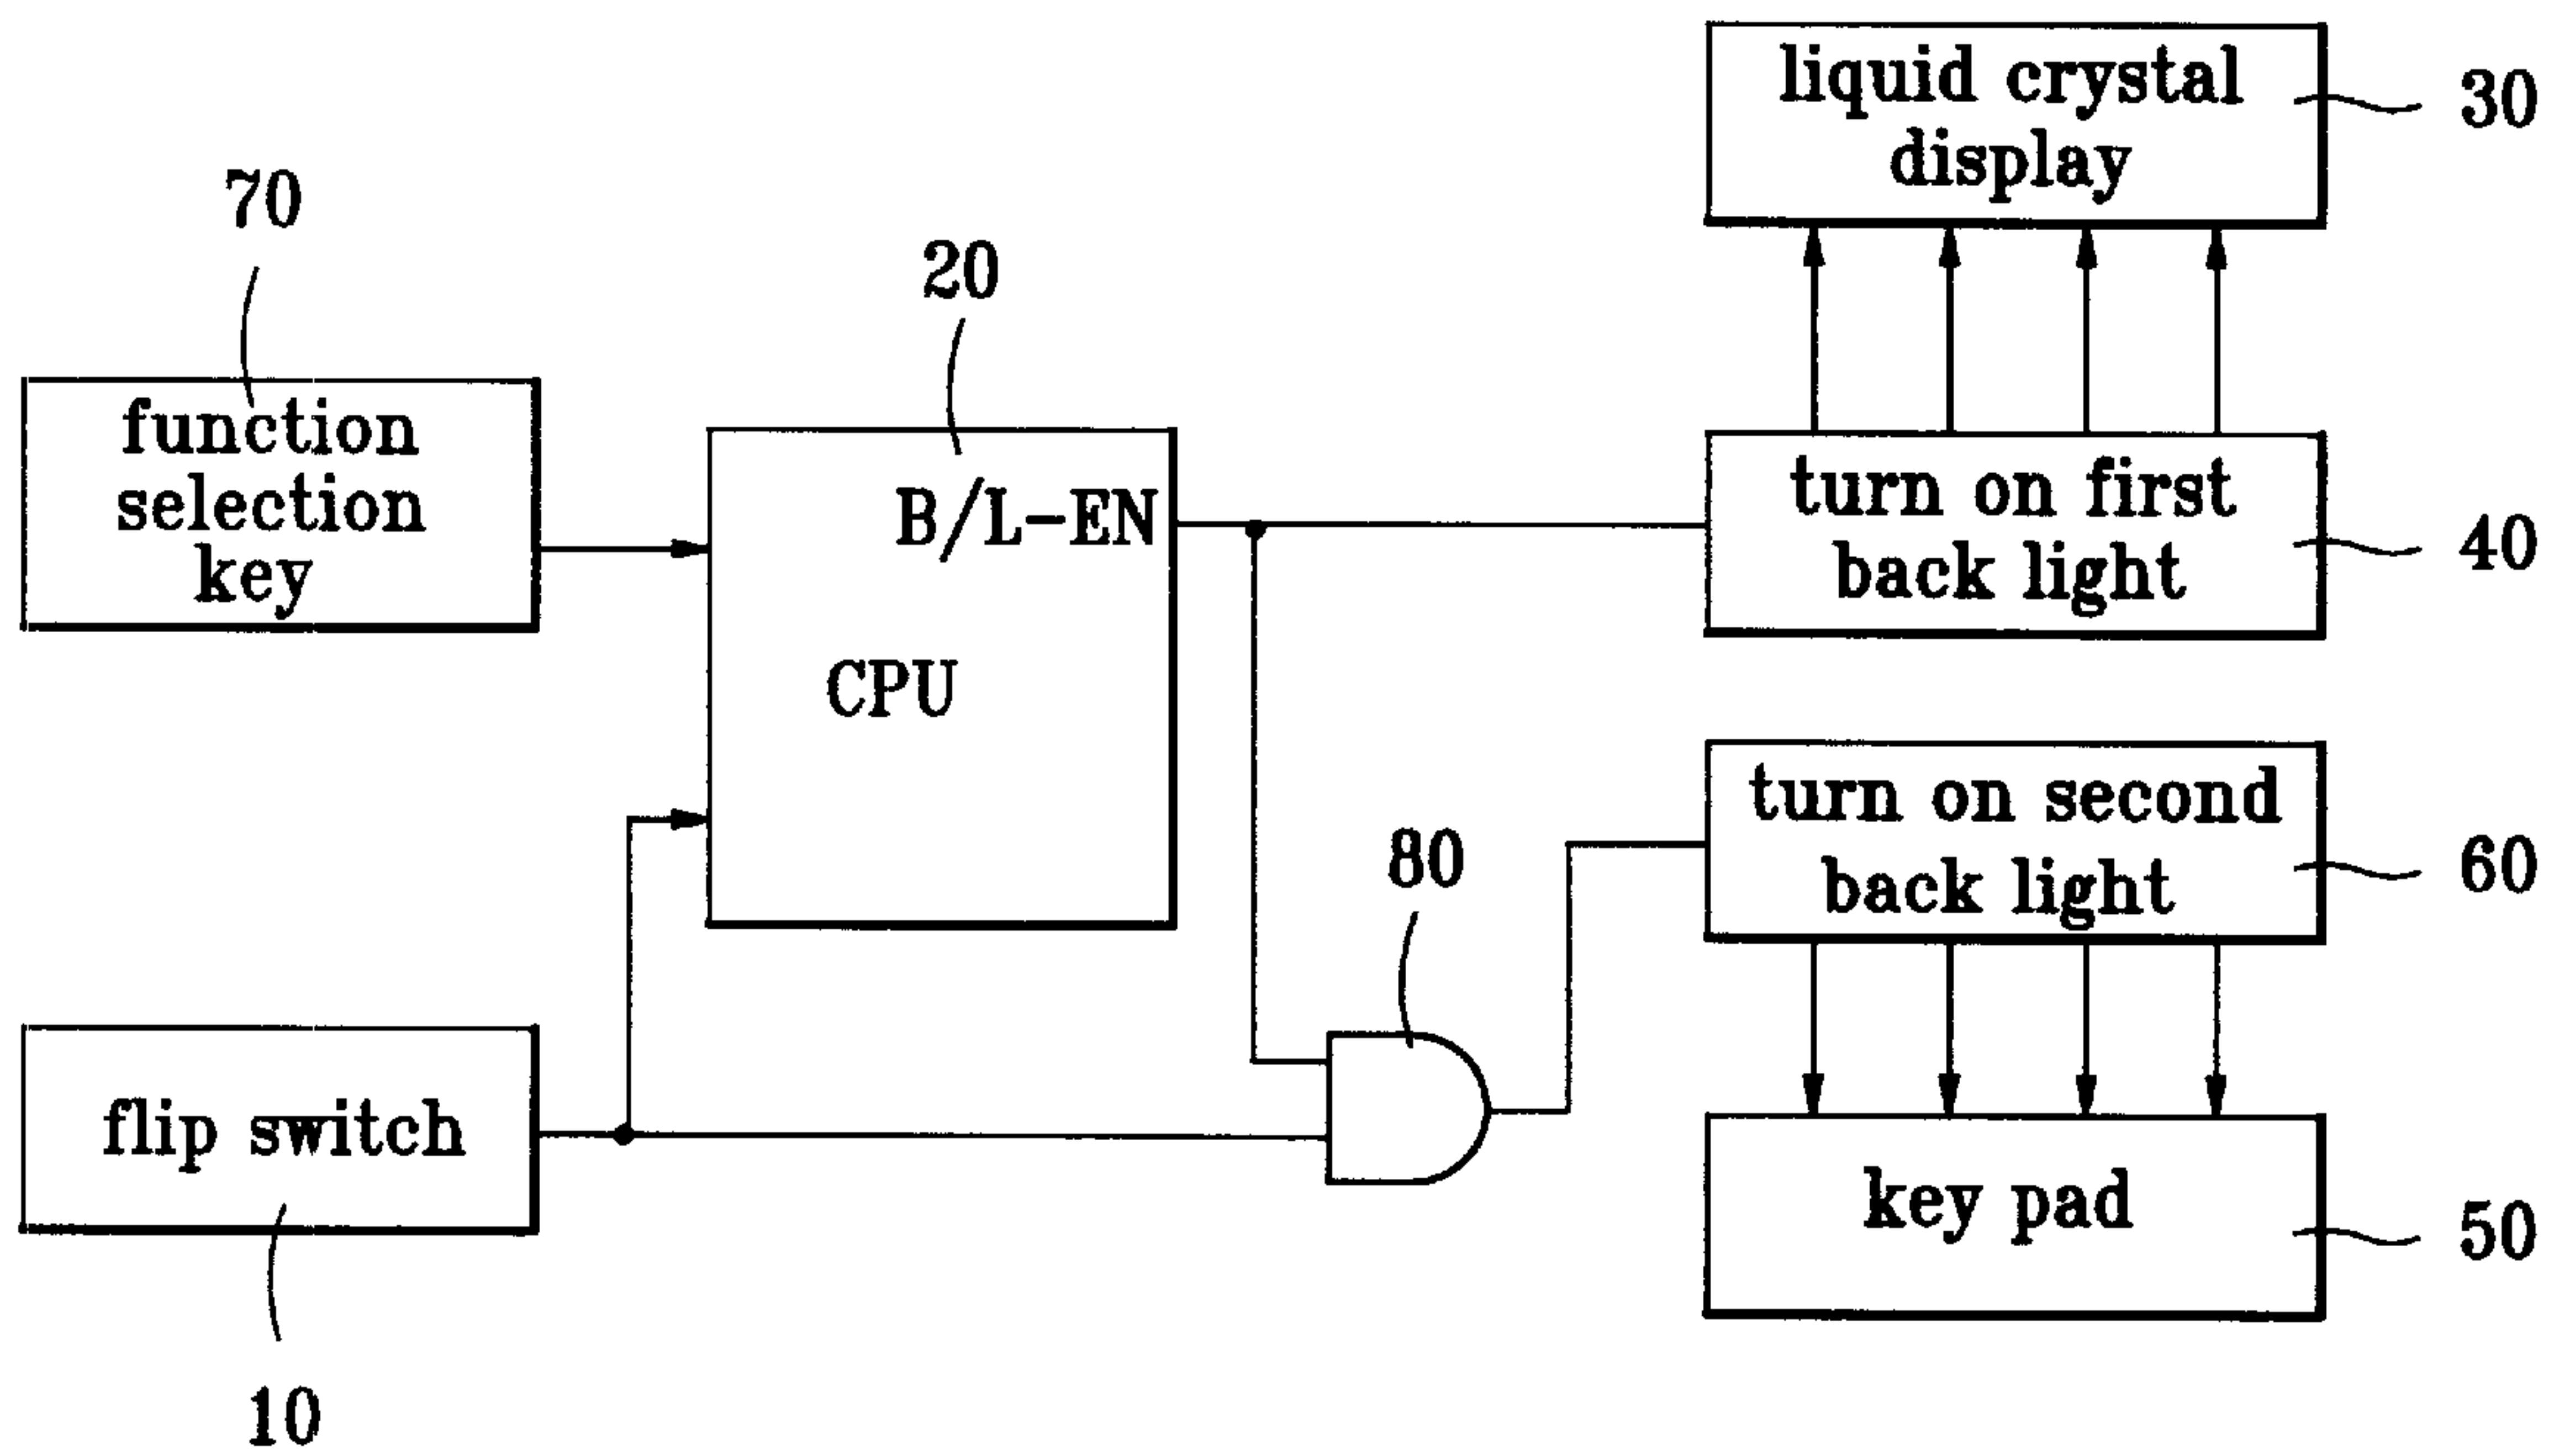 liquid crystal
display
30
70
20
function
selection
key
B/L-EN
CPU
turn on first
back light
40
turn on second
back light
60
80
flip switch
key pad
50
10